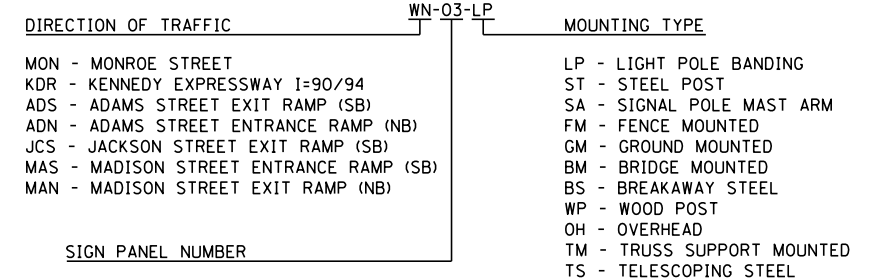 WN-03-LP
DIRECTION OF TRAFFIC
MON - MONROE STREET
KDR - KENNEDY EXPRESSWAY I=90/94
ADS - ADAMS STREET EXIT RAMP (SB)
ADN - ADAMS STREET ENTRANCE RAMP (NB)
JCS - JACKSON STREET EXIT RAMP (SB)
MAS - MADISON STREET ENTRANCE RAMP (SB)
MAN - MADISON STREET EXIT RAMP (NB)
SIGN PANEL NUMBER
MOUNTING TYPE
LP - LIGHT POLE BANDING
ST - STEEL POST
SA - SIGNAL POLE MAST ARM
FM - FENCE MOUNTED
GM - GROUND MOUNTED
BM - BRIDGE MOUNTED
BS - BREAKAWAY STEEL
WP - WOOD POST
OH - OVERHEAD
TM - TRUSS SUPPORT MOUNTED
TS - TELESCOPING STEEL